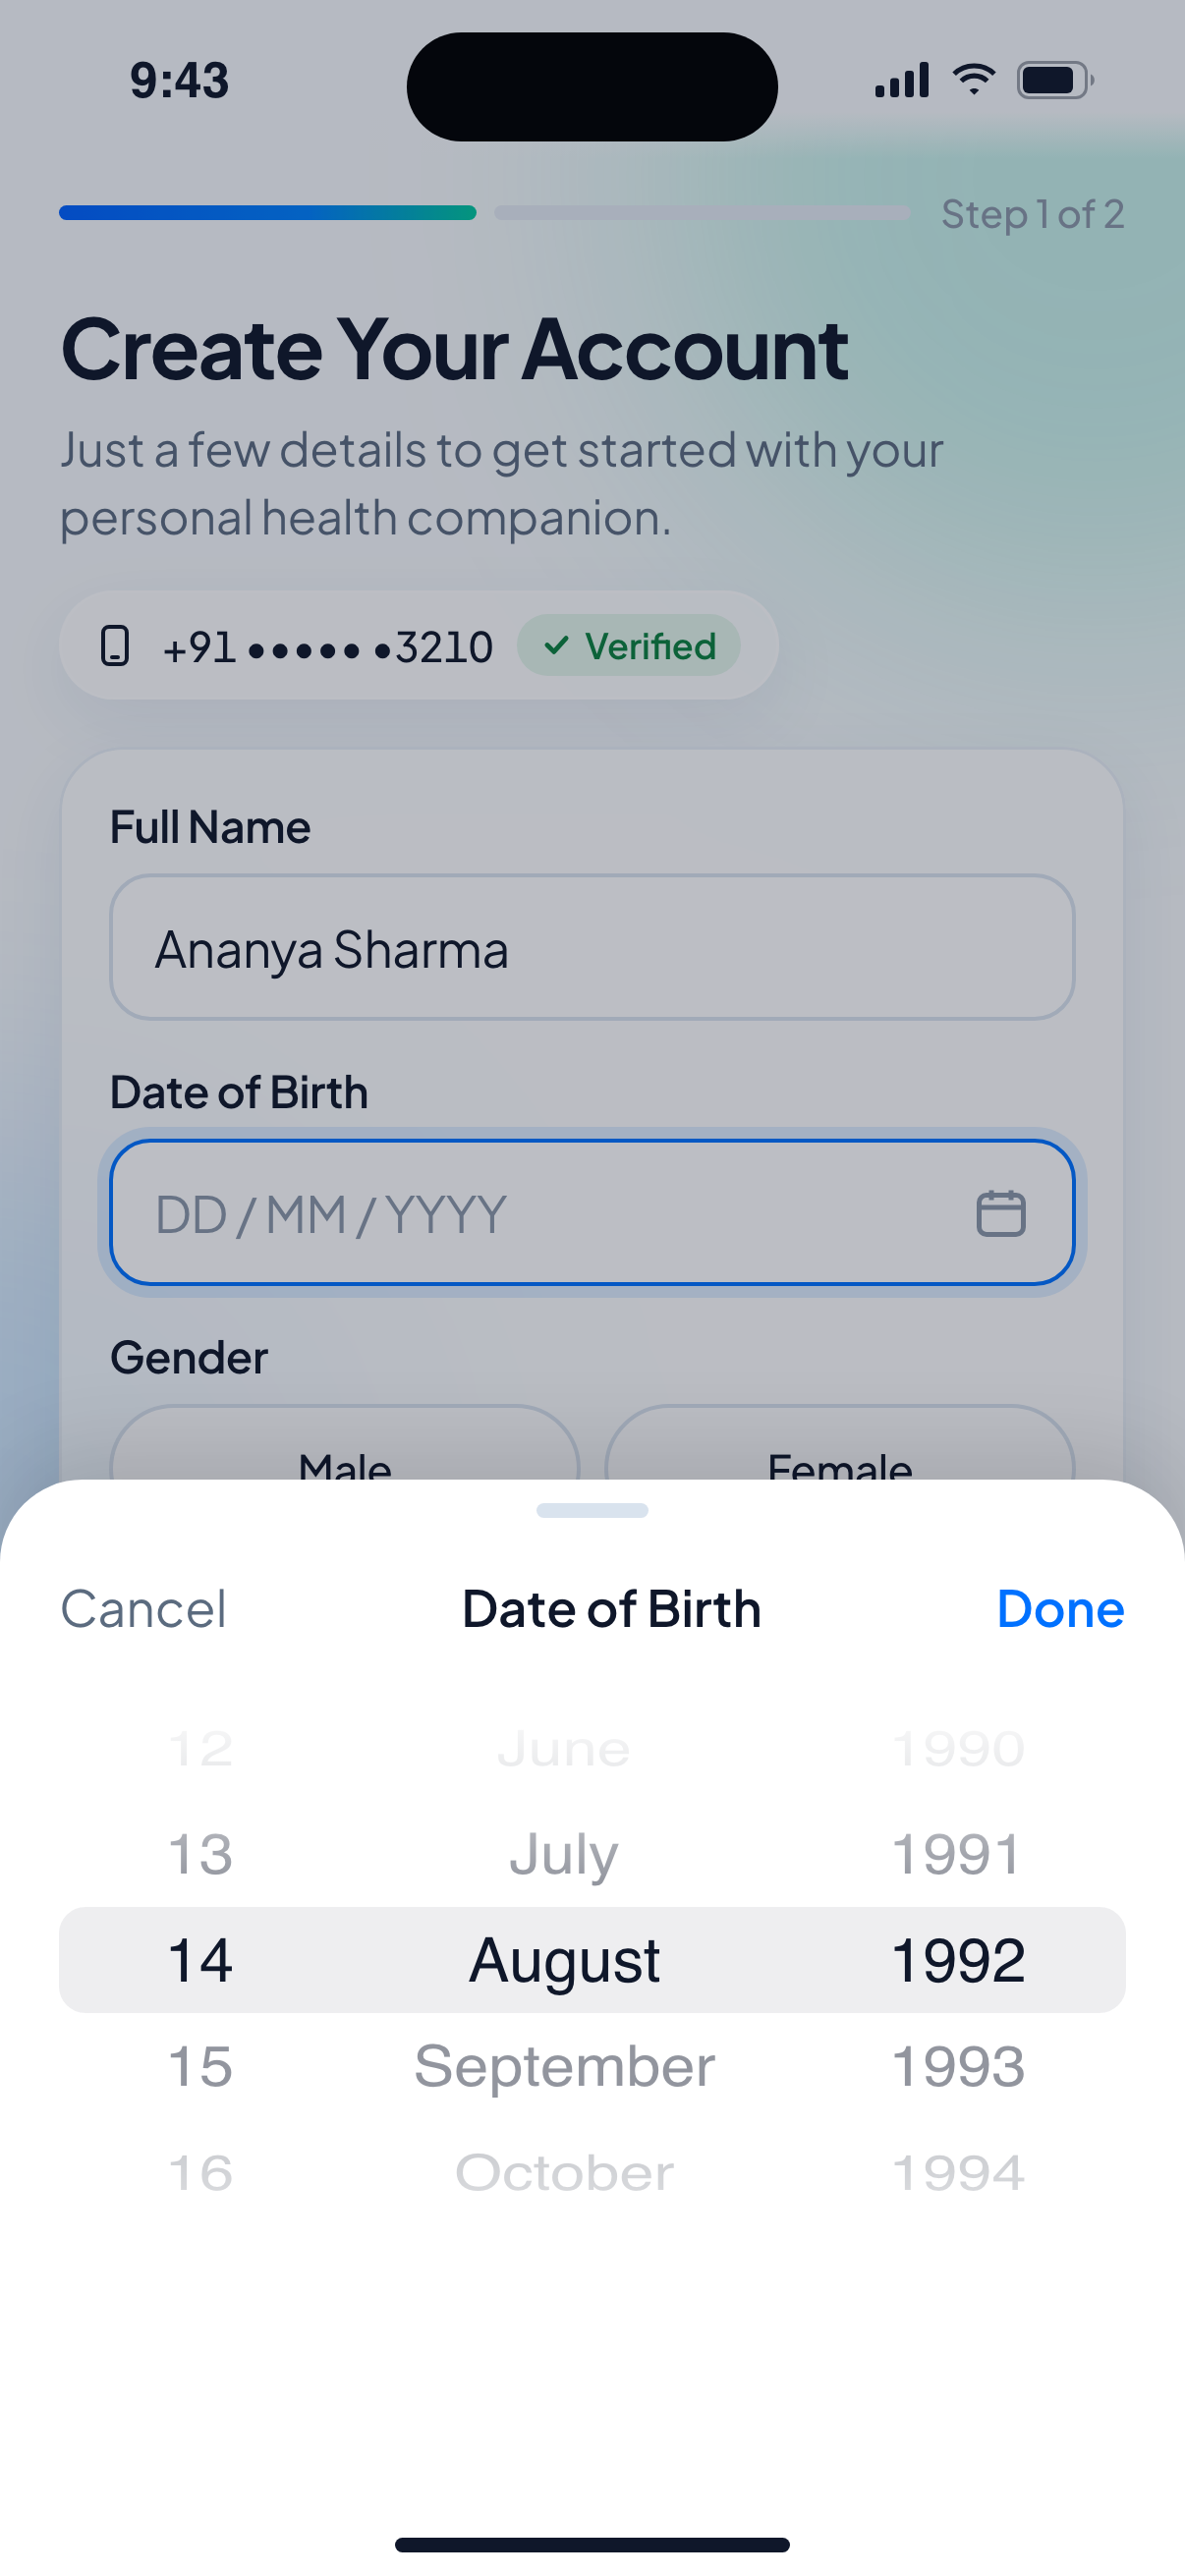 9:43
Step 1 of 2
Create Your Account
Just a few details to get started with your
personal health companion.
+91 •••••• •3210 Verified
Full Name
Ananya Sharma
Date of Birth
DD / MM / YYYY
Gender
Male Female
Cancel Date of Birth Done
12 June 1990
13 July 1991
14 August 1992
15 September 1993
16 October 1994